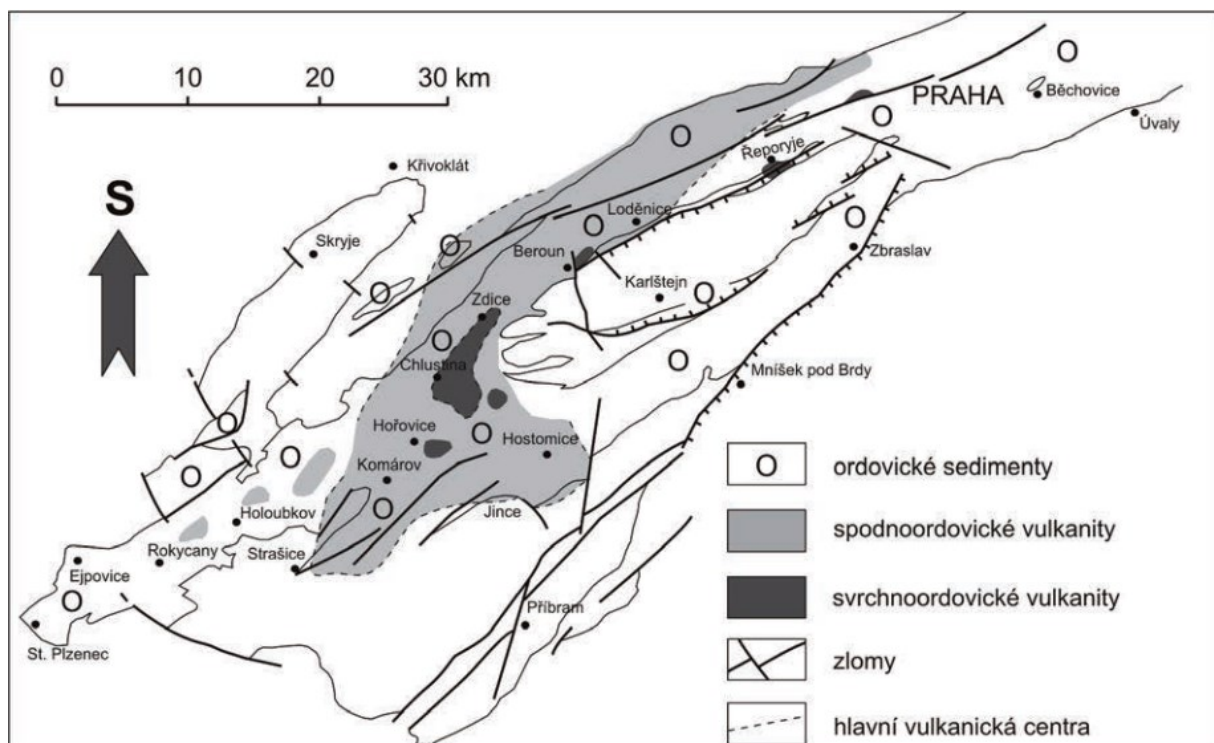 0 10 20 30 km
S
PRAHA
O
Běchovice
Úvaly
O
O
Řeporyje
Křivoklát
Skryje
O
O
Loděnice
O
Beroun
Zbraslav
O
Karlštejn
O
Zdice
O
Chlustina
O
Mníšek pod Brdy
Hořovice
O
Hostomice
O
O
O
Komárov
O
Jince
Holoubkov
Rokycany
Strašice
Ejpovice
O
St. Plzenec
Příbram
O ordovické sedimenty
spodnoordovické vulkanity
svrchnoordovické vulkanity
zlomy
hlavní vulkanická centra